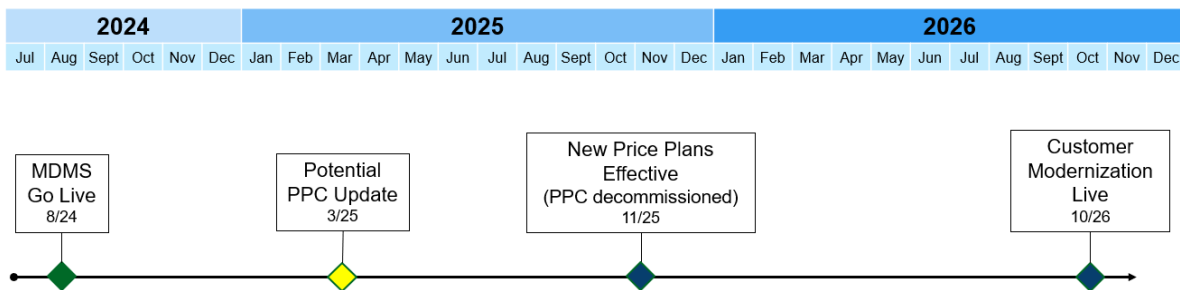 2024 2025 2026
Jul Aug Sept Oct Nov Dec Jan Feb Mar Apr May Jun Jul Aug Sept Oct Nov Dec Jan Feb Mar Apr May Jun Jul Aug Sept Oct Nov Dec
MDMS
Go Live
8/24
Potential
PPC Update
3/25
New Price Plans
Effective
(PPC decommissioned)
11/25
Customer
Modernization
Live
10/26